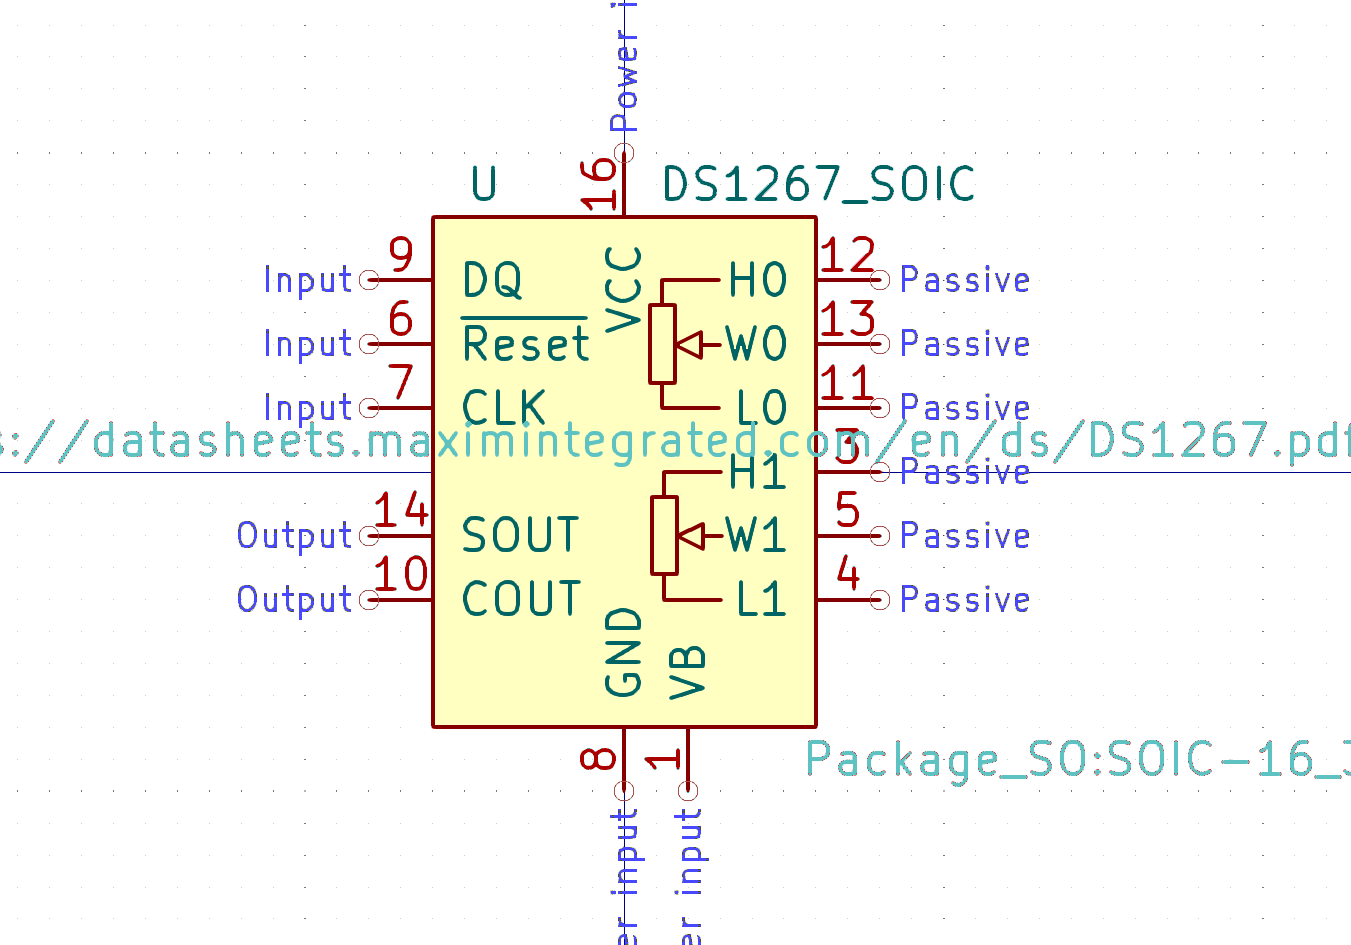 Power i
16
U
DS1267_SOIC
VCC
9
DQ
Input
6
Reset
Input
7
CLK
Input
12
H0
Passive
13
W0
Passive
11
L0
Passive
s://datasheets.maximintegrated.com/en/ds/DS1267.pdf
3
H1
Passive
14
SOUT
Output
5
W1
Passive
10
COUT
Output
4
L1
Passive
GND
VB
8
1
Package_SO:SOIC-16_
er input
er input